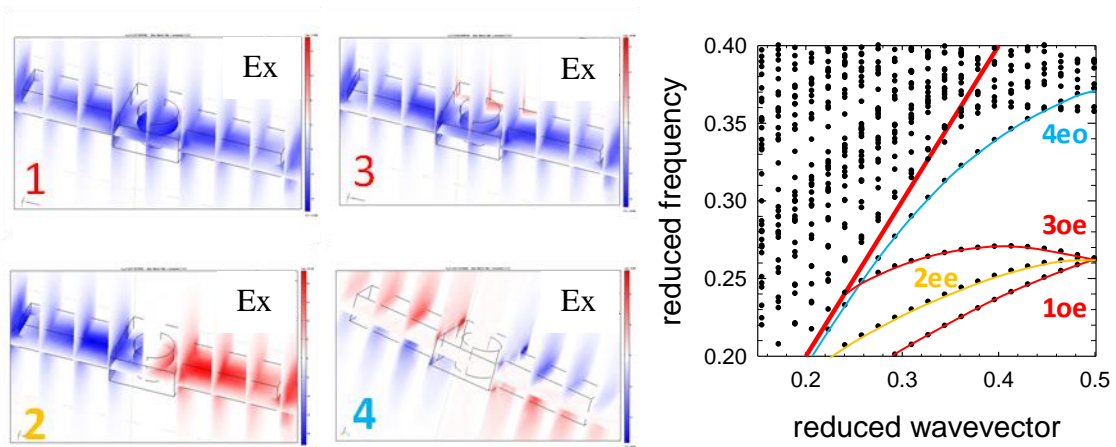 Ex
1
Ex
3
Ex
2
Ex
4
reduced frequency
0.40
0.35
0.30
0.25
0.20
4eo
3oe
2ee
1oe
0.2 0.3 0.4 0.5
reduced wavevector